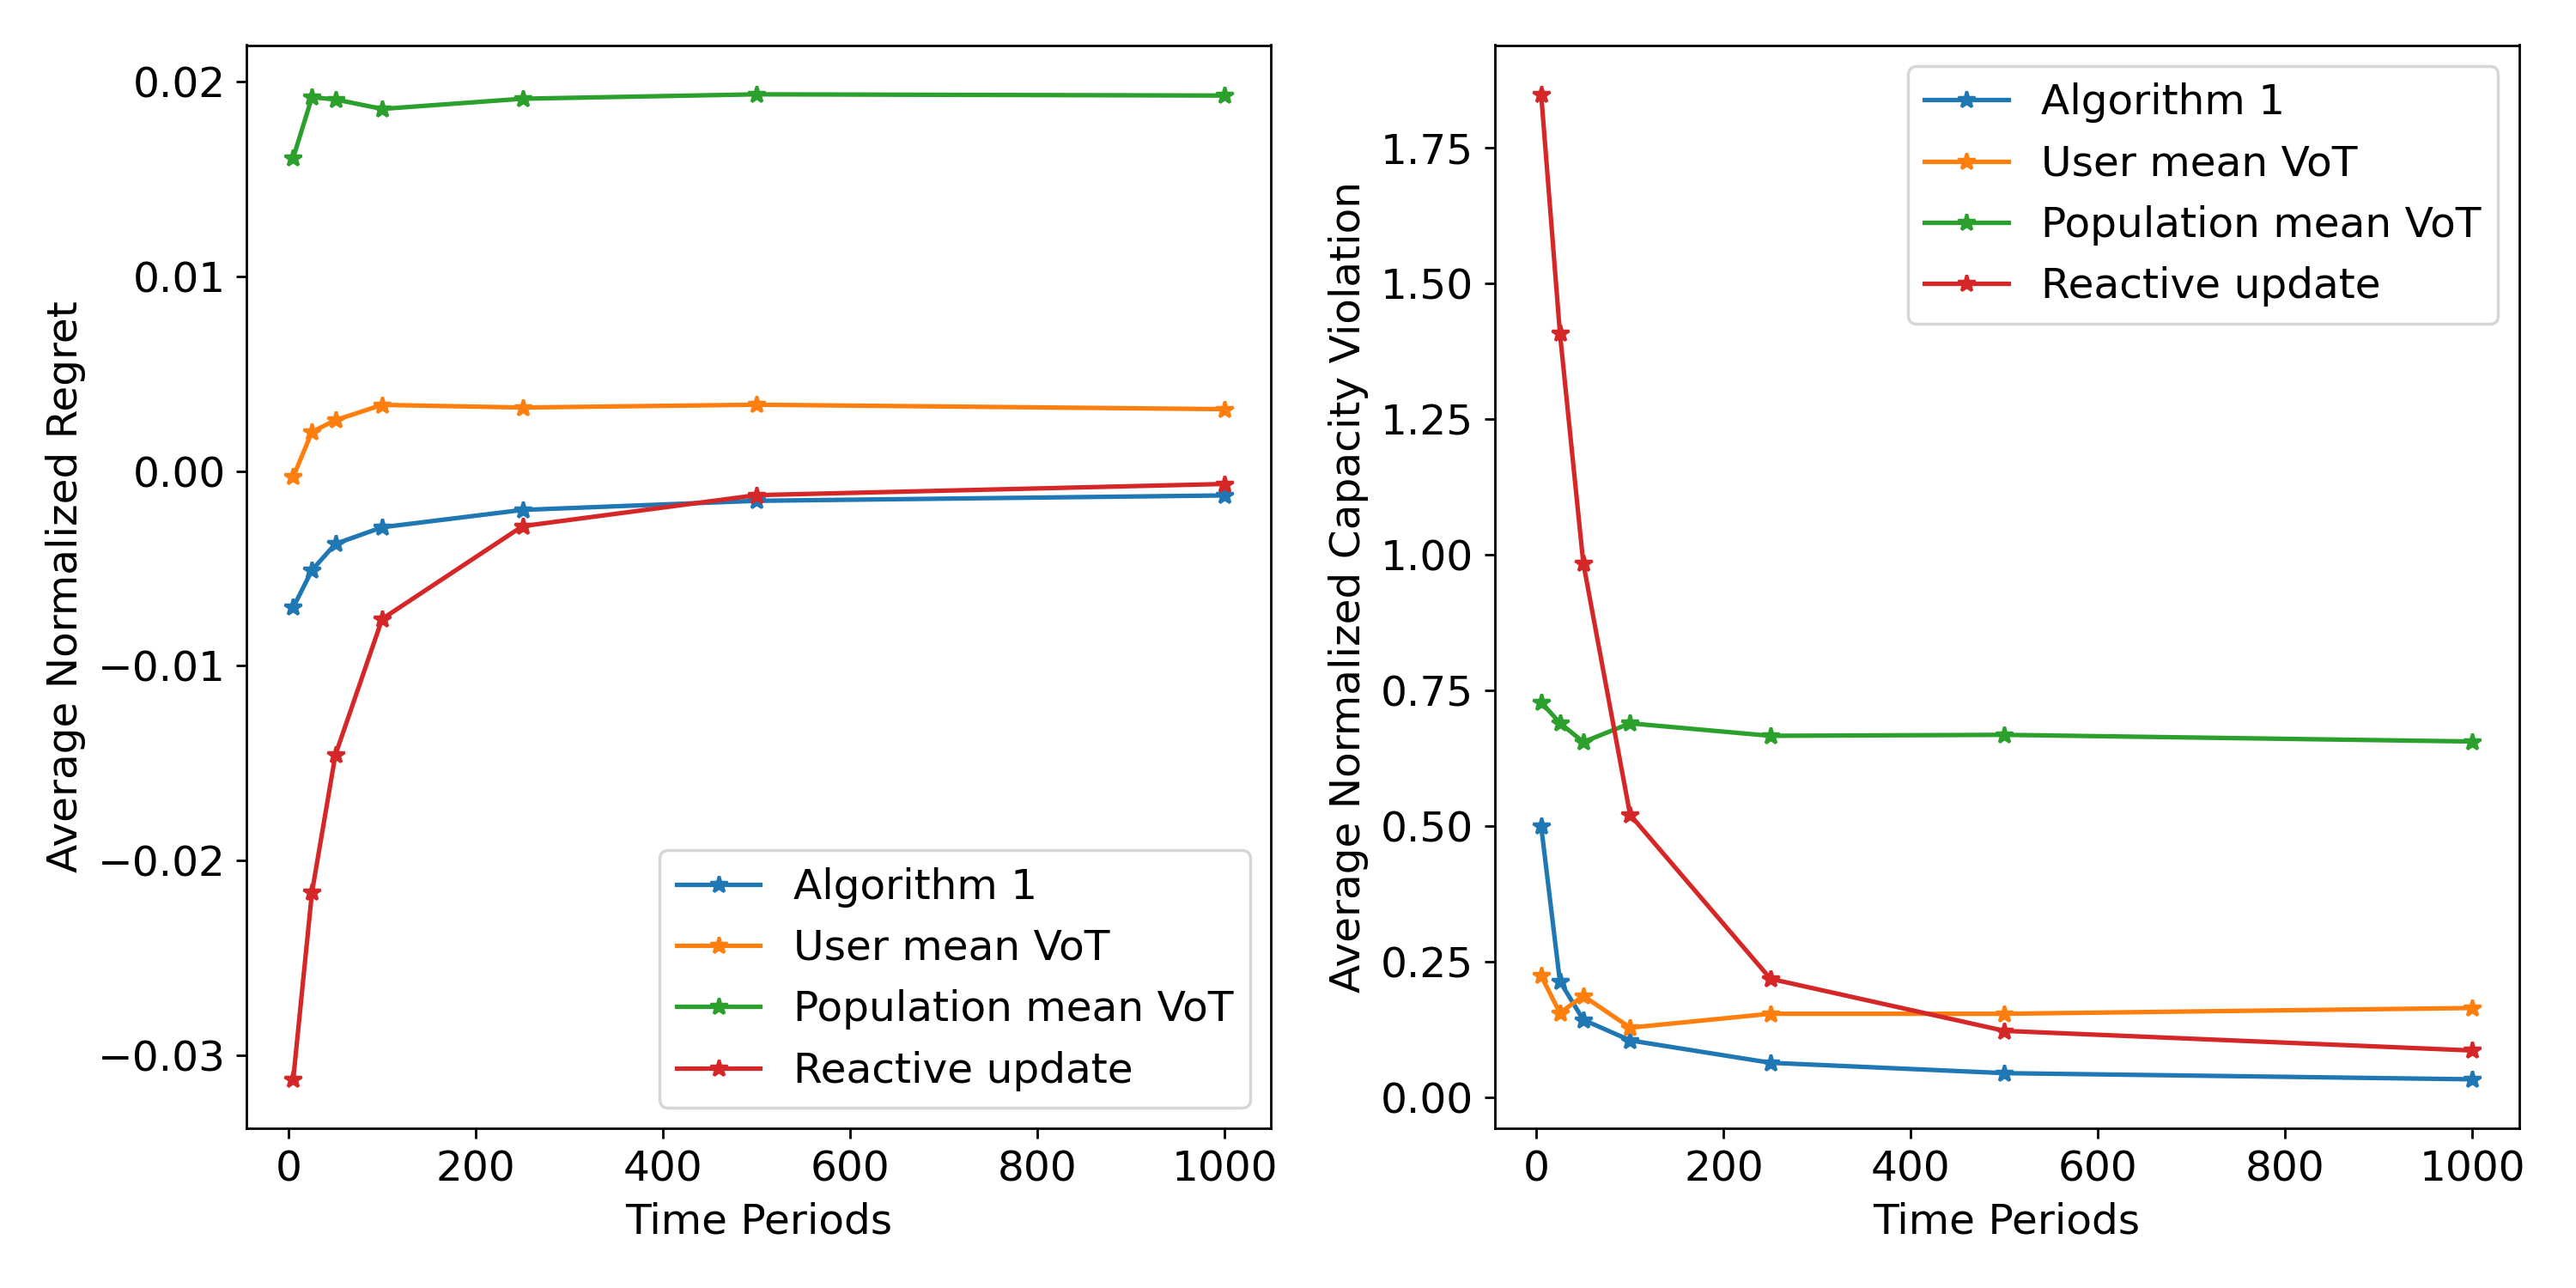 Average Normalized Regret
0.02
0.01
0.00
−0.01
−0.02
−0.03
Algorithm 1
User mean VoT
Population mean VoT
Reactive update
0 200 400 600 800 1000
Time Periods
Average Normalized Capacity Violation
1.75
1.50
1.25
1.00
0.75
0.50
0.25
0.00
Algorithm 1
User mean VoT
Population mean VoT
Reactive update
0 200 400 600 800 1000
Time Periods